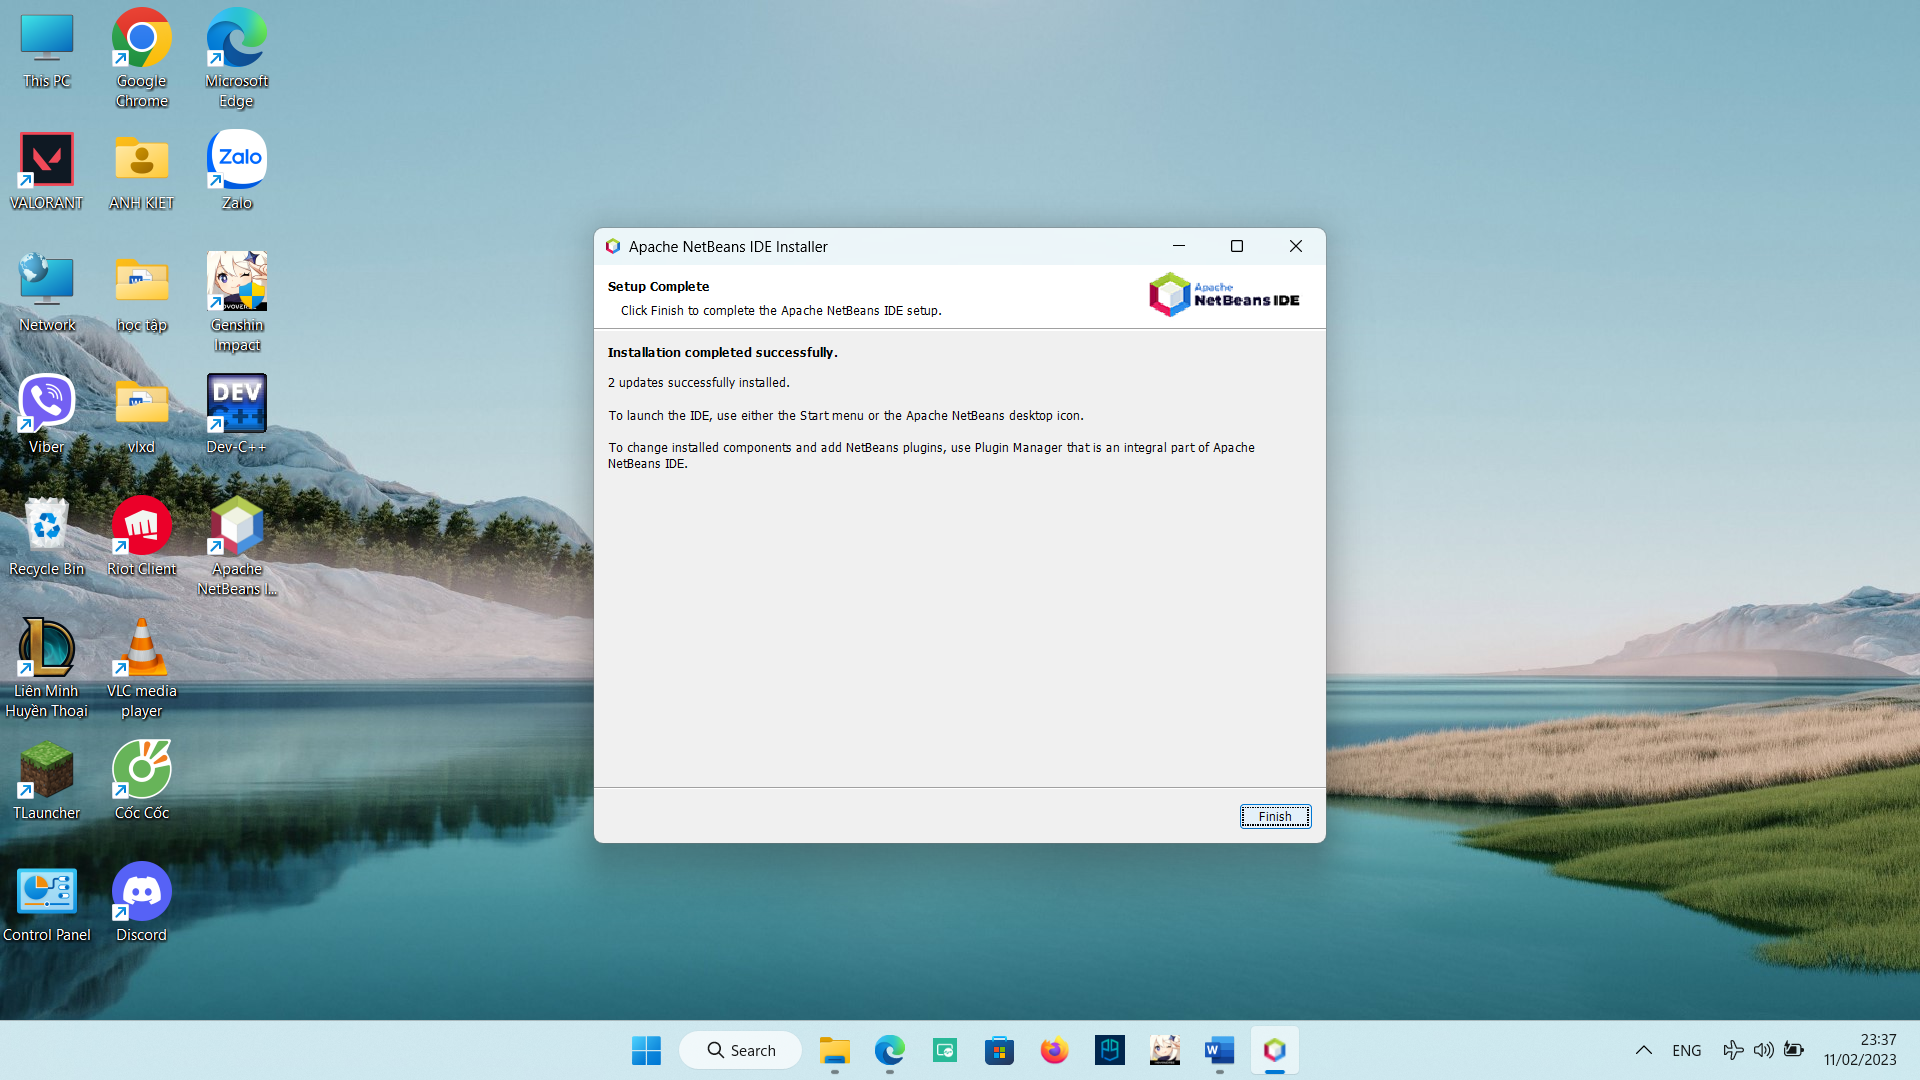 This PC
Google
Chrome
Microsoft
Edge
VALORANT
ANH KIET
Zalo
Zalo
Network
học tập
Genshin
Impact
Viber
vlxd
DEV
C++
Dev-C++
Recycle Bin
Riot Client
Apache
NetBeans I...
Liên Minh
Huyền Thoại
VLC media
player
TLauncher
Cốc Cốc
Control Panel
Discord
Apache NetBeans IDE Installer
Setup Complete
Click Finish to complete the Apache NetBeans IDE setup.
Apache
NetBeans IDE
Installation completed successfully.
2 updates successfully installed.
To launch the IDE, use either the Start menu or the Apache NetBeans desktop icon.
To change installed components and add NetBeans plugins, use Plugin Manager that is an integral part of Apache
NetBeans IDE.
Finish
Search
ENG
23:37
11/02/2023